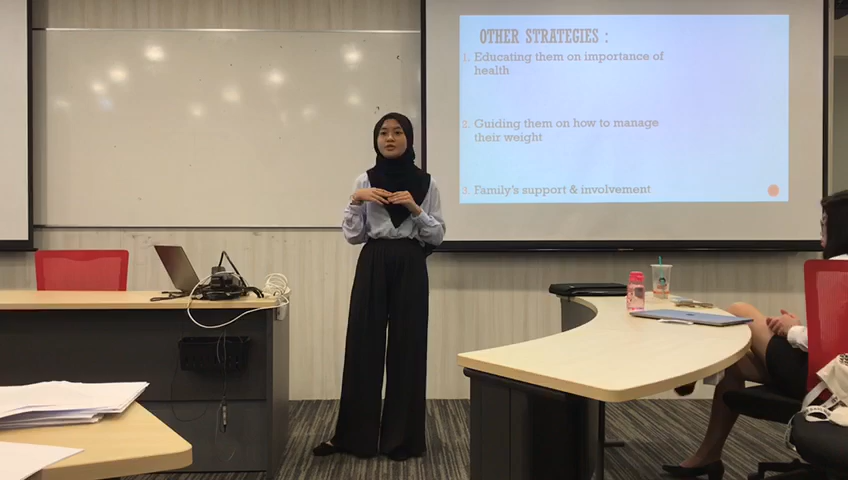 OTHER STRATEGIES :
1. Educating them on importance of
health
2. Guiding them on how to manage
their weight
3. Family's support & involvement